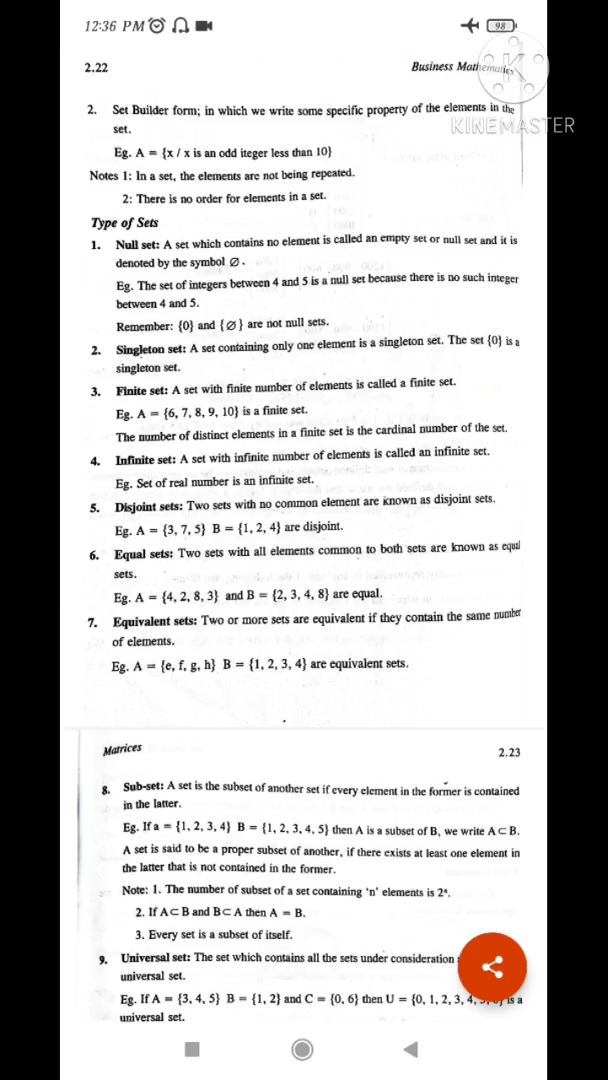 12:36 PM
98
2.22 Business Mathematics
KINEMASTER
2. Set Builder form; in which we write some specific property of the elements in the
set.
Eg. A = {x / x is an odd iteger less than 10}
Notes 1: In a set, the elements are not being repeated.
2: There is no order for elements in a set.
Type of Sets
1. Null set: A set which contains no element is called an empty set or null set and it is
denoted by the symbol ∅.
Eg. The set of integers between 4 and 5 is a null set because there is no such integer
between 4 and 5.
Remember: {0} and {∅} are not null sets.
2. Singleton set: A set containing only one element is a singleton set. The set {0} is a
singleton set.
3. Finite set: A set with finite number of elements is called a finite set.
Eg. A = {6, 7, 8, 9, 10} is a finite set.
The number of distinct elements in a finite set is the cardinal number of the set.
4. Infinite set: A set with infinite number of elements is called an infinite set.
Eg. Set of real number is an infinite set.
5. Disjoint sets: Two sets with no common element are known as disjoint sets.
Eg. A = {3, 7, 5} B = {1, 2, 4} are disjoint.
6. Equal sets: Two sets with all elements common to both sets are known as equal
sets.
Eg. A = {4, 2, 8, 3} and B = {2, 3, 4, 8} are equal.
7. Equivalent sets: Two or more sets are equivalent if they contain the same number
of elements.
Eg. A = {e, f, g, h} B = {1, 2, 3, 4} are equivalent sets.
Matrices 2.23
8. Sub-set: A set is the subset of another set if every element in the former is contained
in the latter.
Eg. If a = {1, 2, 3, 4} B = {1, 2, 3, 4, 5} then A is a subset of B, we write A ⊂ B.
A set is said to be a proper subset of another, if there exists at least one element in
the latter that is not contained in the former.
Note: 1. The number of subset of a set containing 'n' elements is 2ⁿ.
2. If A⊂B and B⊂A then A = B.
3. Every set is a subset of itself.
9. Universal set: The set which contains all the sets under consideration
universal set.
Eg. If A = {3, 4, 5} B = {1, 2} and C = {0, 6} then U = {0, 1, 2, 3, 4, is a
universal set.